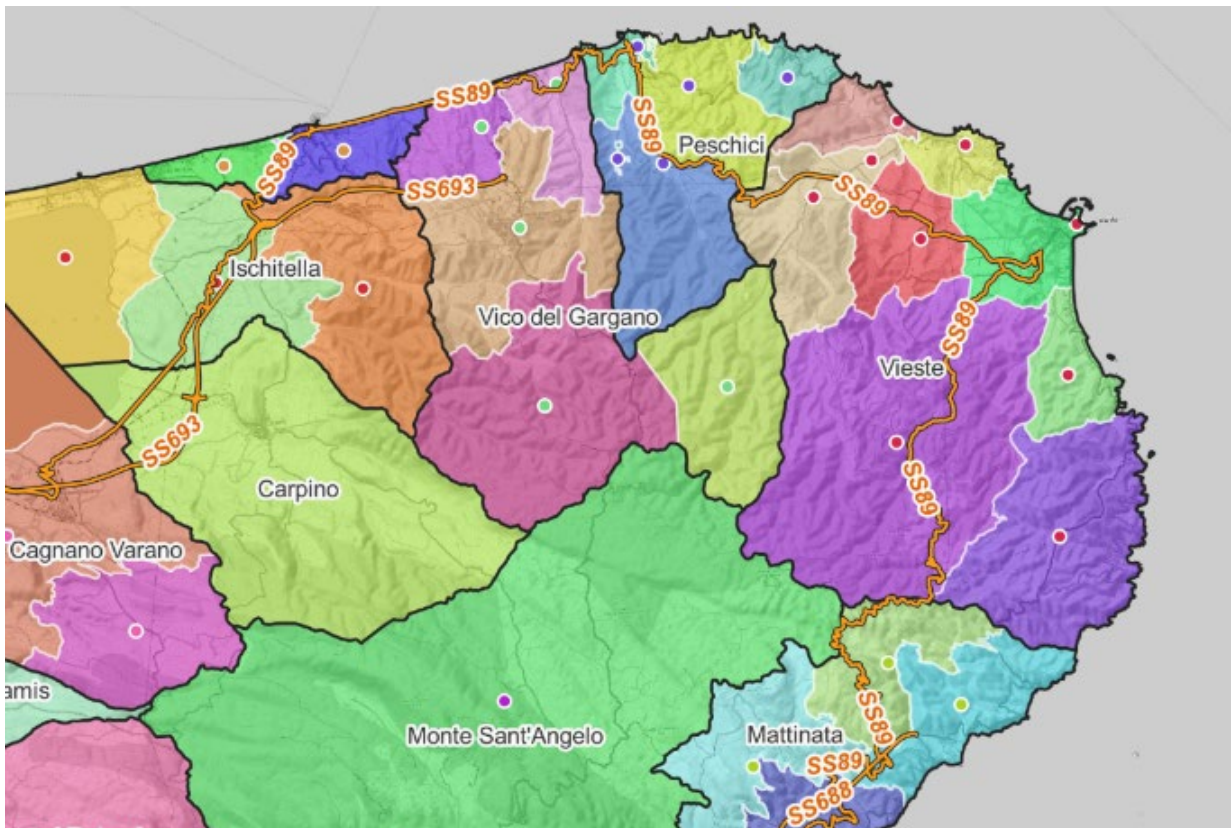 SS89
SS89
SS89
Peschici
SS693
SS89
Ischitella
Vico del Gargano
SS89
Vieste
SS693
SS89
Carpino
Cagnano Varano
amis
Monte Sant'Angelo
Mattinata
SS89
SS89
SS688